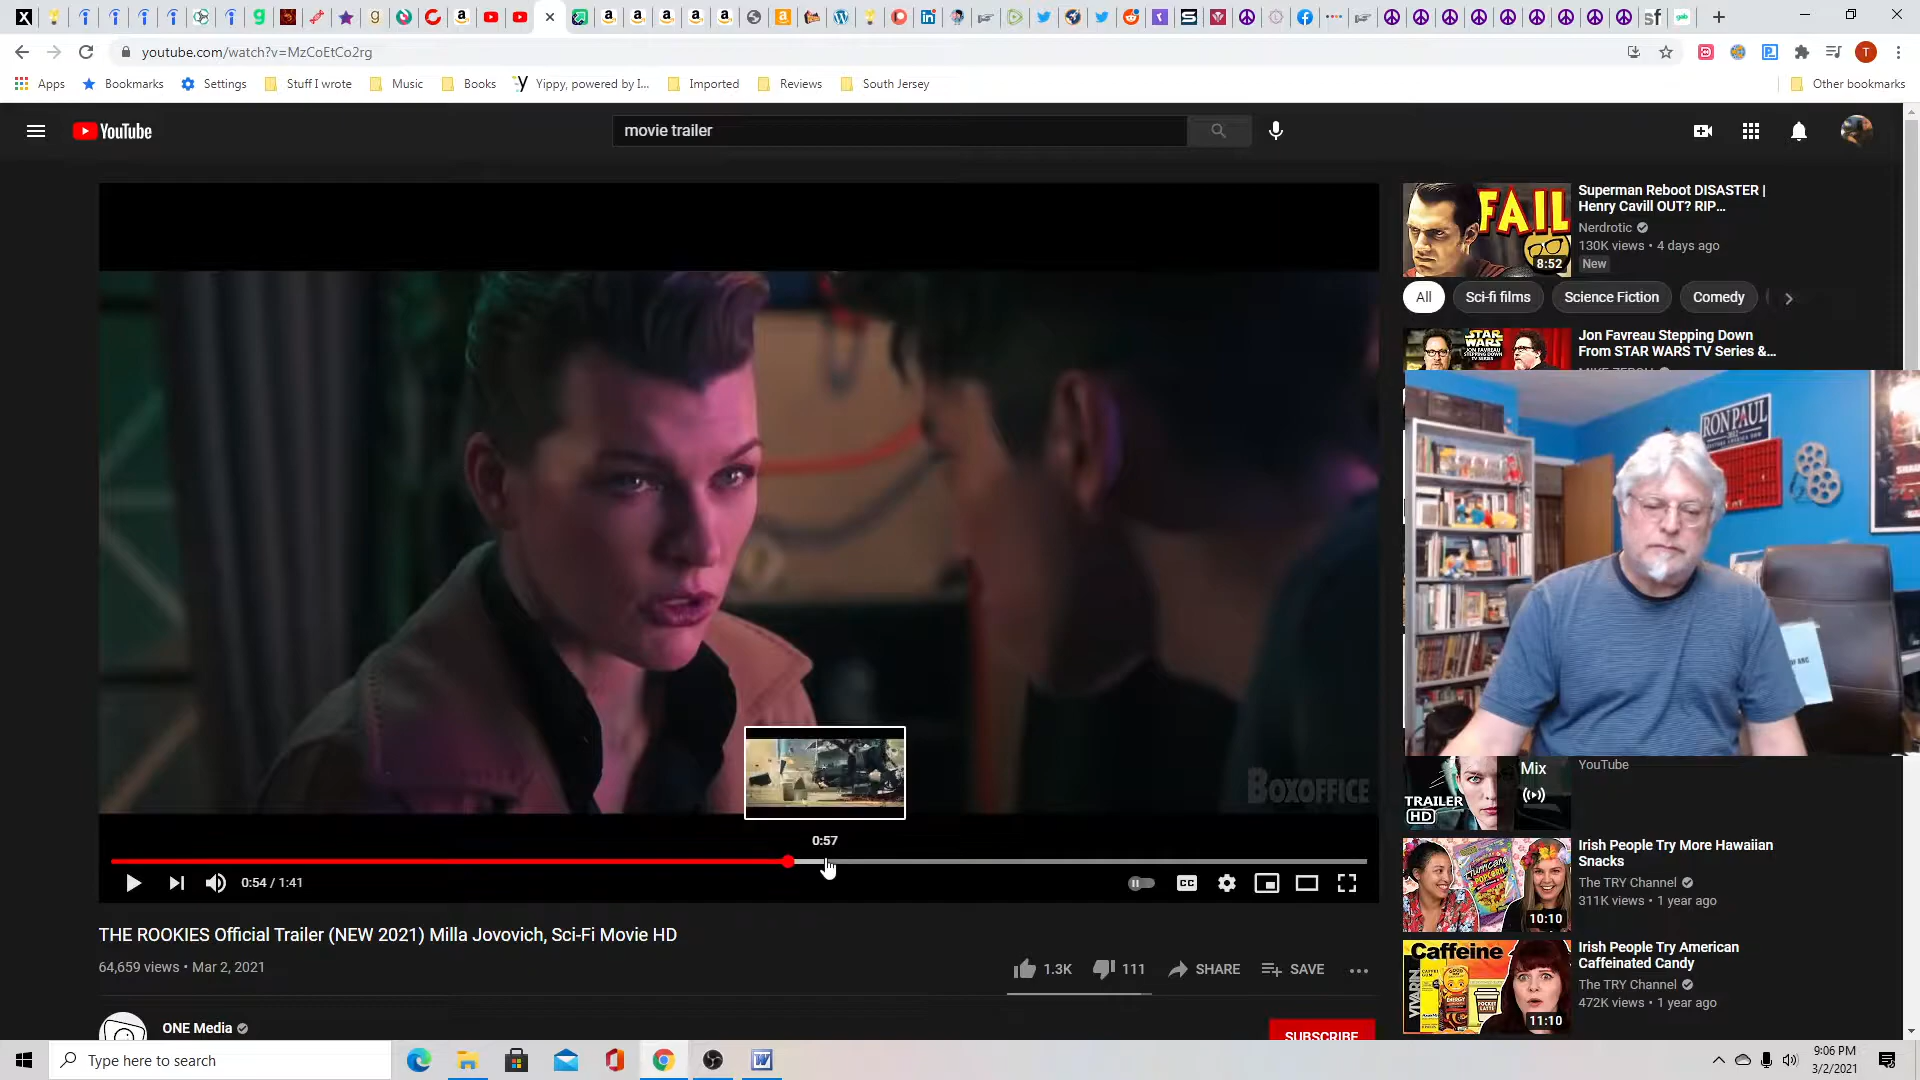 youtube.com/watch?v=MzCoEtCo2rg
Apps
Bookmarks
Settings
Stuff I wrote
Music
Books
Yippy, powered by I...
Imported
Reviews
South Jersey
Other bookmarks
YouTube
movie trailer
FAIL
8:52
Superman Reboot DISASTER |
Henry Cavill OUT? RIP...
Nerdrotic
130K views • 4 days ago
New
All
Sci-fi films
Science Fiction
Comedy
STAR WARS
Jon Favreau Stepping Down
From STAR WARS TV Series &...
RON PAUL
BOXOFFICE
0:57
0:54 / 1:41
CC
TRAILER
HD
Mix
YouTube
Irish People Try More Hawaiian
Snacks
The TRY Channel
311K views • 1 year ago
10:10
THE ROOKIES Official Trailer (NEW 2021) Milla Jovovich, Sci-Fi Movie HD
64,659 views • Mar 2, 2021
1.3K
111
SHARE
SAVE
Caffeine
VIVARIN
11:10
Irish People Try American
Caffeinated Candy
The TRY Channel
472K views • 1 year ago
ONE Media
SUBSCRIBE
Type here to search
9:06 PM
3/2/2021